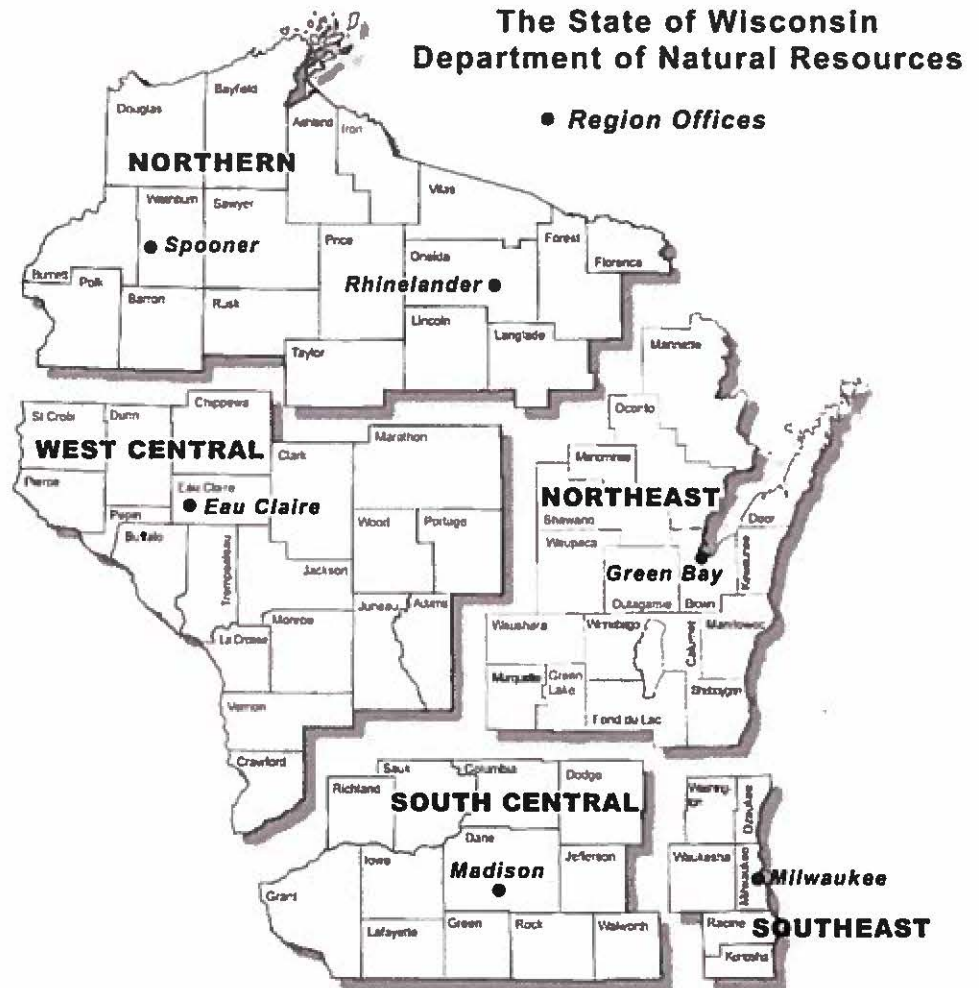 The State of Wisconsin
Department of Natural Resources
● Region Offices
Bayfield
Douglas
Ashland
Iron
NORTHERN
Vilas
Washburn
Sawyer
Spooner
Price
Forest
Oneida
Florence
Burnett
Polk
Rhinelander
Barron
Rusk
Lincoln
Langlade
Taylor
Marinette
Chippewa
St Croix
Dunn
Oconto
WEST CENTRAL
Marathon
Clark
Menominee
Pierce
Eau Claire
NORTHEAST
Eau Claire
Pepin
Wood
Portage
Shawano
Door
Buffalo
Waupaca
Kewaunee
Trempealeau
Green Bay
Jackson
Outagamie
Brown
Juneau
Adams
Monroe
Waushara
Winnebago
Calumet
Manitowoc
La Crosse
Marquette
Green
Lake
Sheboygan
Vernon
Fond du Lac
Crawford
Sauk
Columbia
Dodge
Richland
Washing-
ton
Ozaukee
SOUTH CENTRAL
Dane
Iowa
Jefferson
Waukesha
Milwaukee
Madison
Milwaukee
Grant
Lafayette
Green
Rock
Walworth
Racine
SOUTHEAST
Kenosha